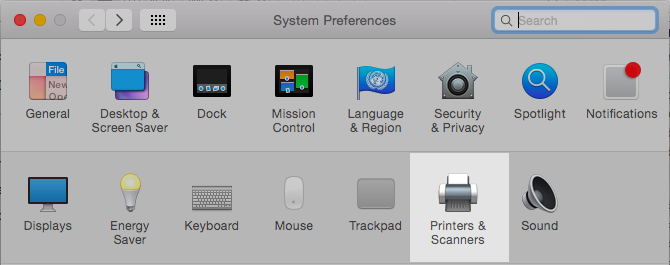 System Preferences
Search
File
New
Ope
General
Desktop &
Screen Saver
Dock
Mission
Control
Language
& Region
Security
& Privacy
Spotlight
Notifications
Displays
Energy
Saver
Keyboard
Mouse
Trackpad
Printers &
Scanners
Sound